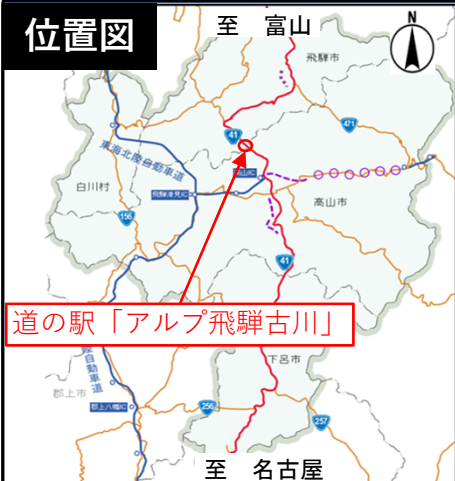 位置図
至 富山
N
飛騨市
41
471
東海北陸自動車道
高山IC
白川村
飛騨清見IC
高山市
156
41
道の駅「アルプ飛騨古川」
下呂市
陸自動車道
郡上市
郡上八幡IC
256
257
至 名古屋